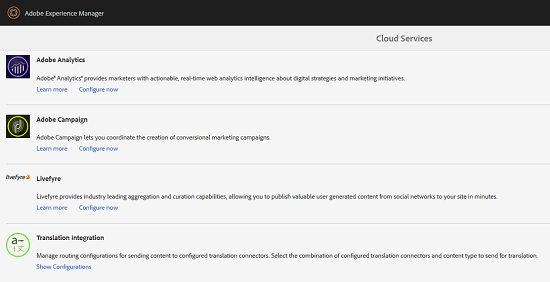 Adobe Experience Manager
Cloud Services
Adobe Analytics
Adobe® Analytics® provides marketers with actionable, real-time web analytics intelligence about digital strategies and marketing initiatives.
Learn more Configure now
Adobe Campaign
Adobe Campaign lets you coordinate the creation of conversional marketing campaigns.
Learn more Configure now
livefyre
Livefyre
Livefyre provides industry leading aggregation and curation capabilities, allowing you to publish valuable user generated content from social networks to your site in minutes.
Learn more Configure now
Translation Integration
Manage routing configurations for sending content to configured translation connectors. Select the combination of configured translation connectors and content type to send for translation.
Show Configurations